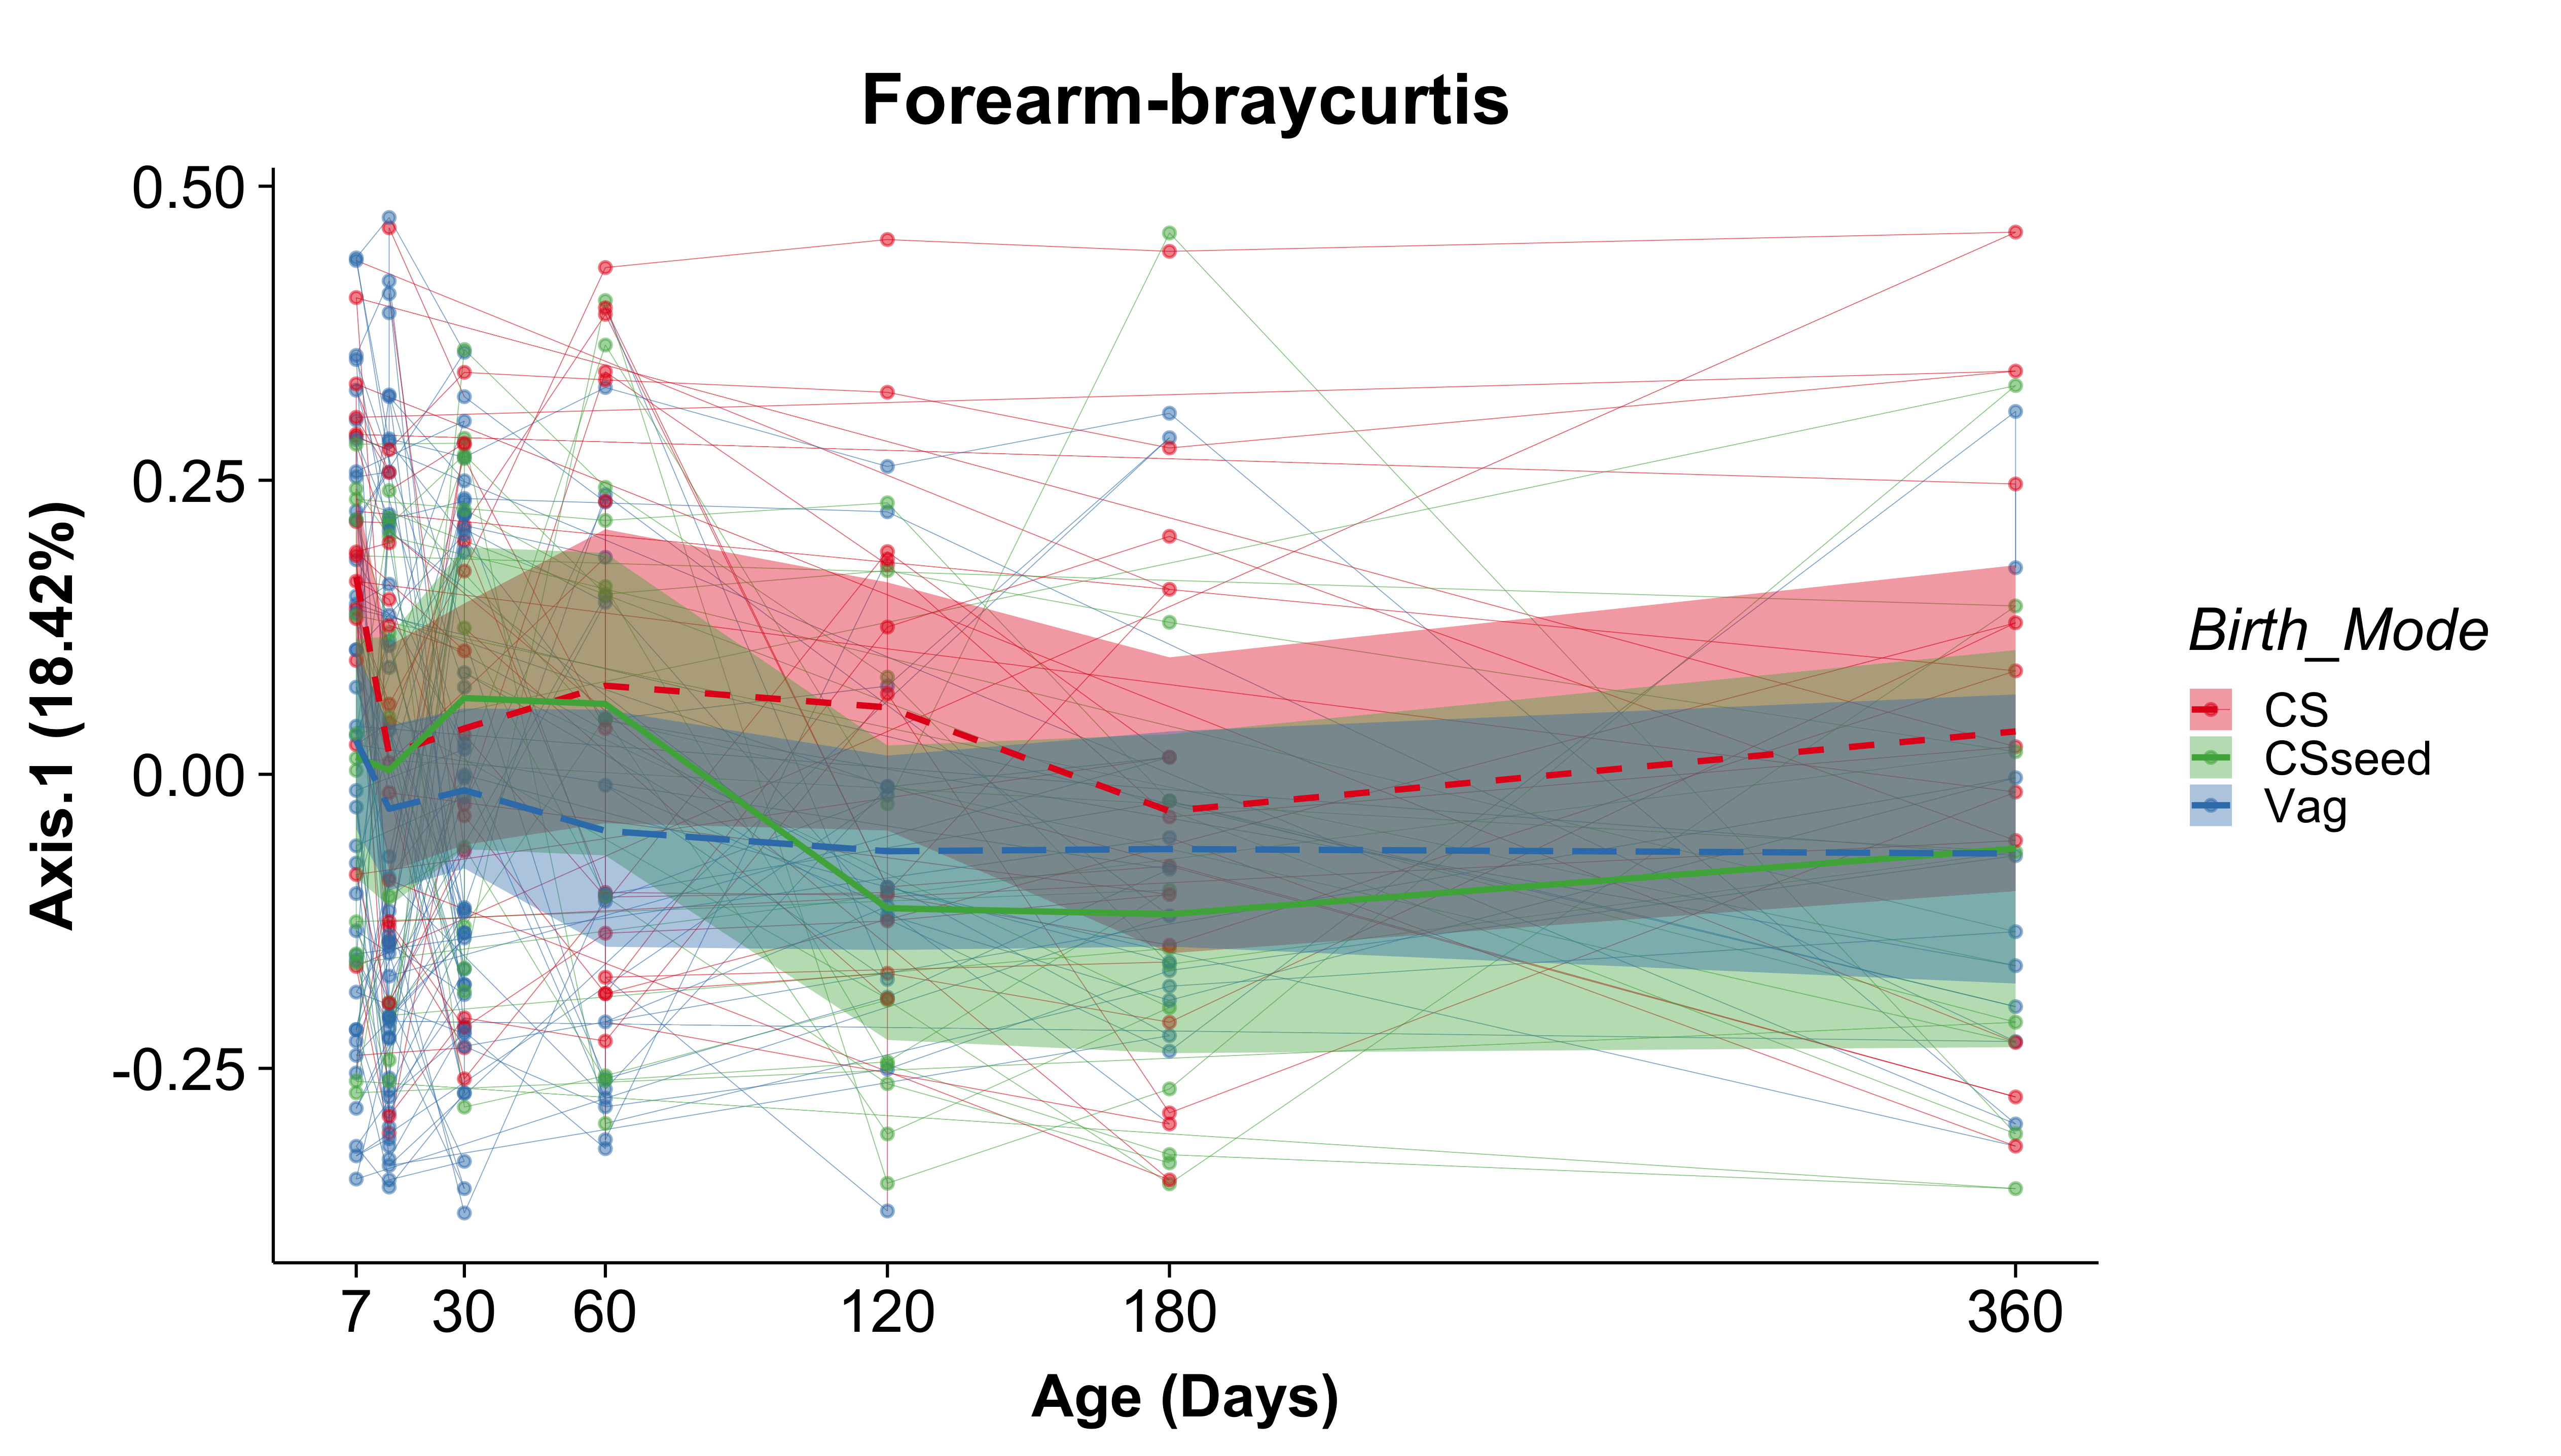 Forearm-braycurtis
0.50
0.25
0.00
-0.25
Axis.1 (18.42%)
7 30 60 120 180 360
Age (Days)
Birth_Mode
CS
CSseed
Vag